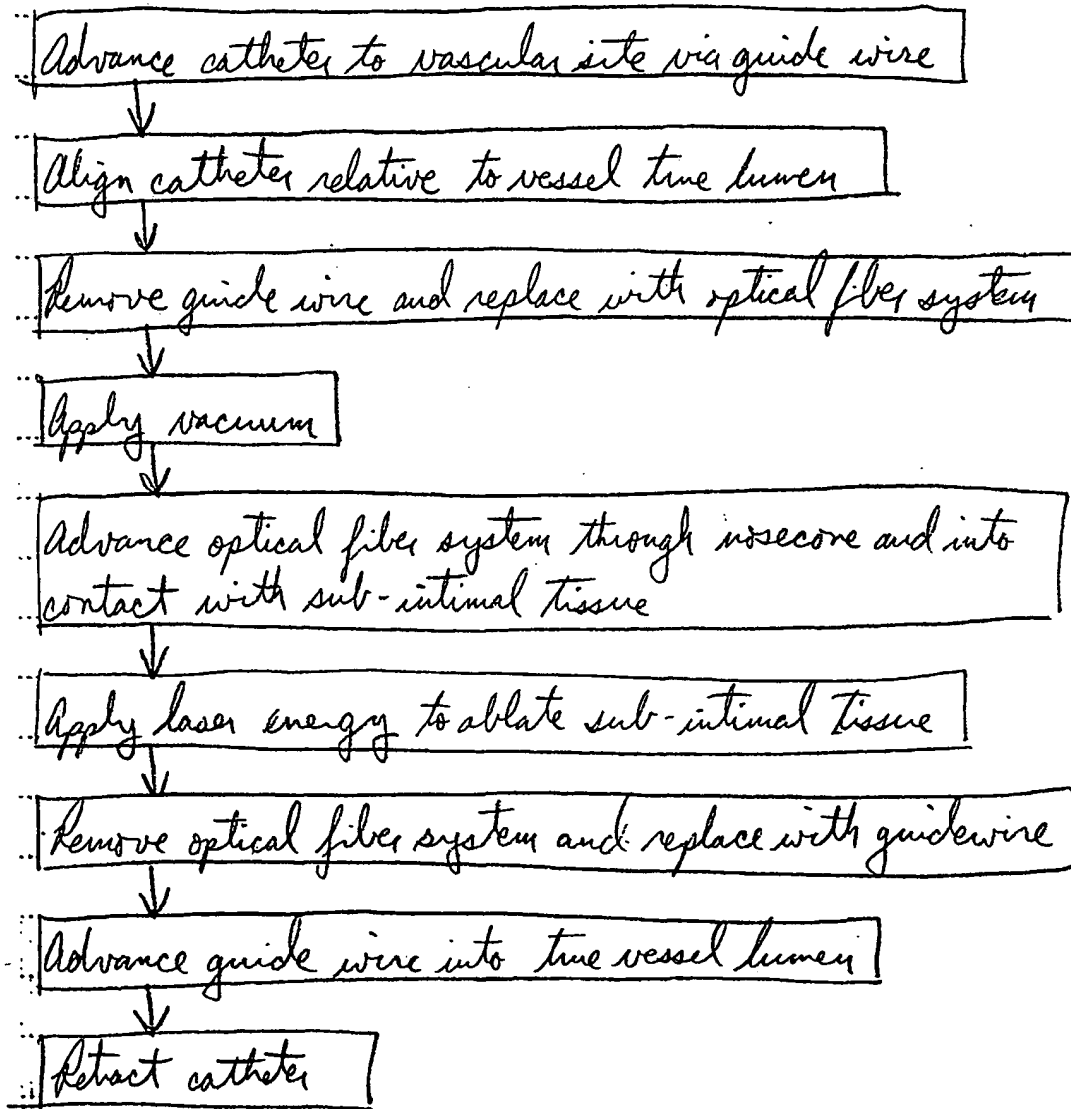 Advance catheter to vascular site via guide wire
Align catheter relative to vessel true lumen
Remove guide wire and replace with optical fiber system
Apply vacuum
Advance optical fiber system through nosecone and into
contact with sub-intimal tissue
Apply laser energy to ablate sub-intimal tissue
Remove optical fiber system and replace with guidewire
Advance guide wire into true vessel lumen
Retract catheter